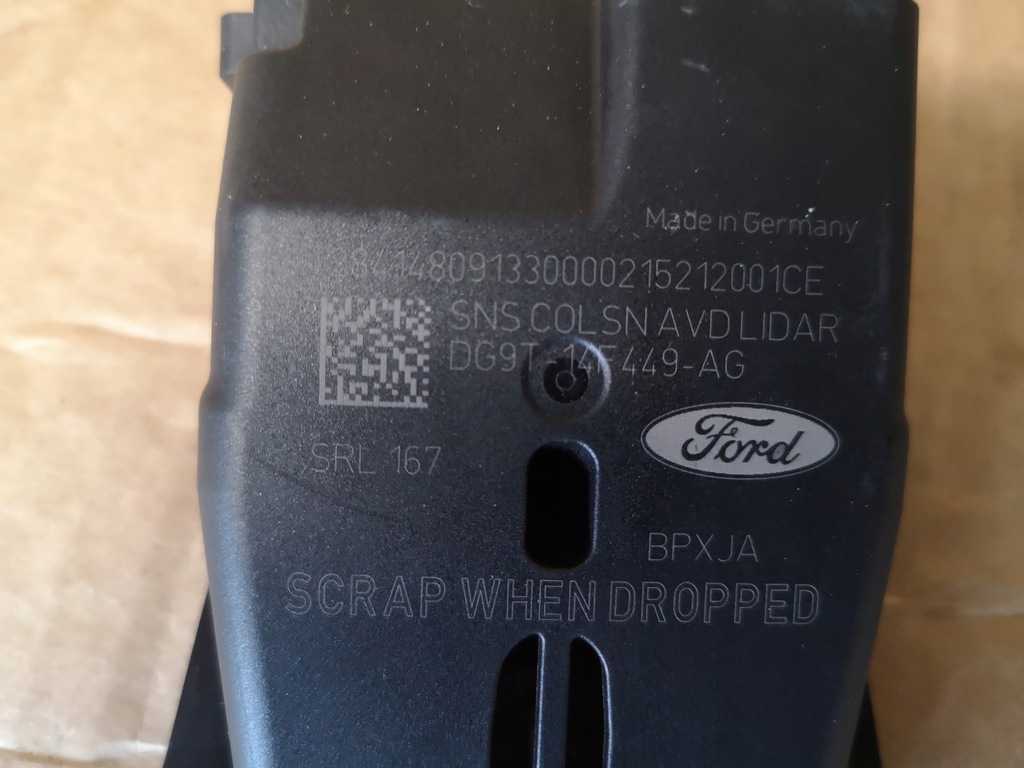 Made in Germany
SNS COLSN AVD LIDAR
Ford
SRL 167
BPXJA
SCRAP WHEN DROPPED